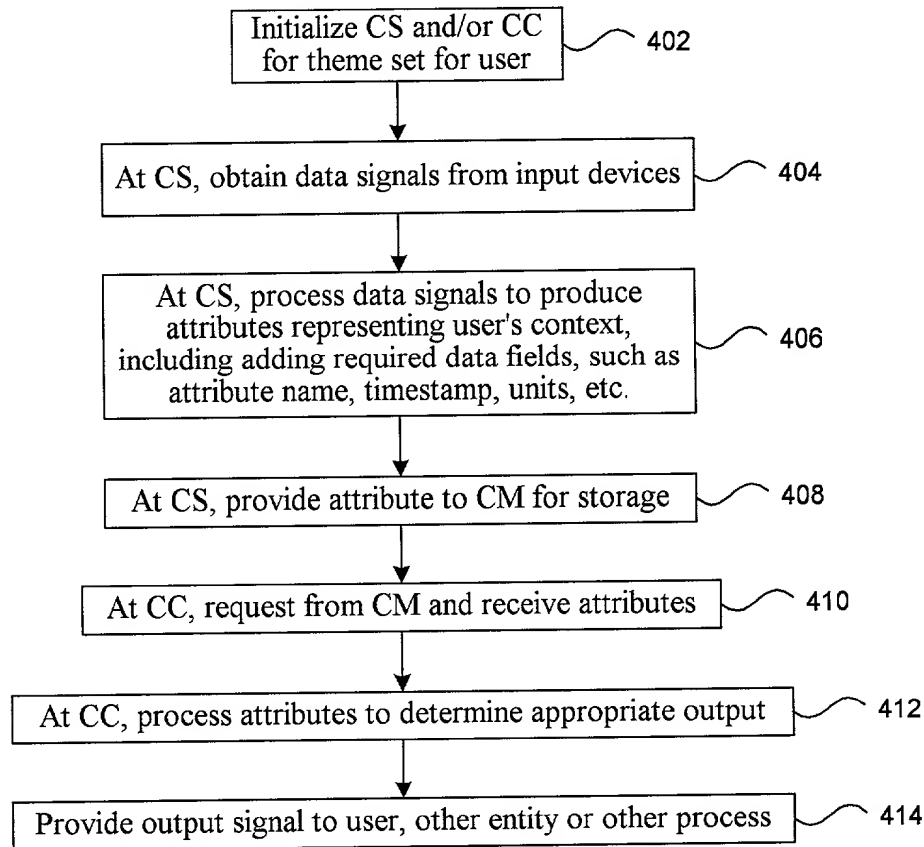 Initialize CS and/or CC
for theme set for user
402
At CS, obtain data signals from input devices
404
At CS, process data signals to produce
attributes representing user's context,
including adding required data fields, such as
attribute name, timestamp, units, etc.
406
At CS, provide attribute to CM for storage
408
At CC, request from CM and receive attributes
410
At CC, process attributes to determine appropriate output
412
Provide output signal to user, other entity or other process
414